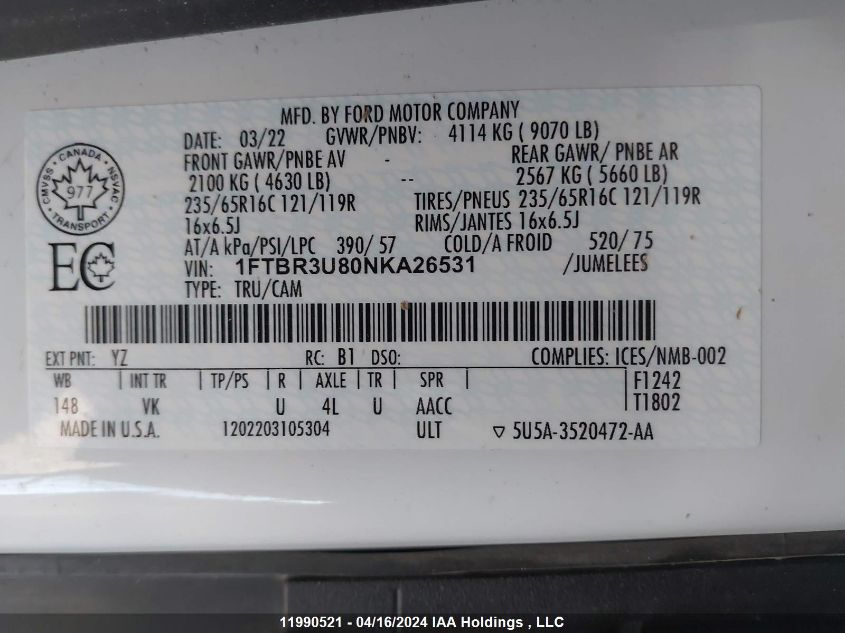 MFD. BY FORD MOTOR COMPANY
DATE: 03/22 GVWR/PNBV: 4114 KG ( 9070 LB)
FRONT GAWR/PNBE AV - REAR GAWR/ PNBE AR
2100 KG ( 4630 LB) -- 2567 KG ( 5660 LB)
235/65R16C 121/119R TIRES/PNEUS 235/65R16C 121/119R
16x6.5J RIMS/JANTES 16x6.5J
AT/A kPa/PSI/LPC 390/ 57 COLD/A FROID 520/ 75
VIN: 1FTBR3U80NKA26531 /JUMELEES
TYPE: TRU/CAM
CMVSS • CANADA • NSVAC
977
TRANSPORT
EC
EXT PNT: YZ RC: B1 DSO: COMPLIES: ICES/NMB-002
WB | INT TR | TP/PS | R | AXLE | TR | SPR | F1242
148 VK U 4L U AACC T1802
MADE IN U.S.A. 1202203105304 ULT ▽ 5U5A-3520472-AA
11990521 - 04/16/2024 IAA Holdings , LLC